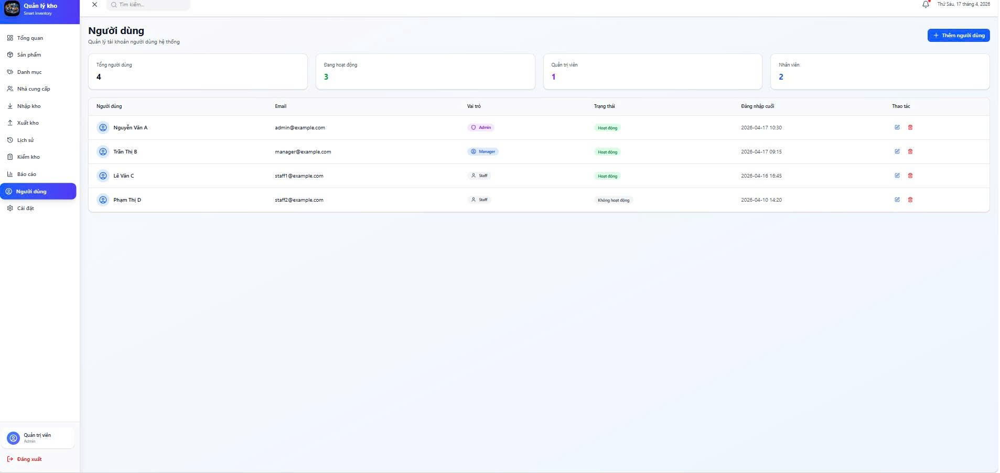 Quản lý kho
Smart Inventory
Tìm kiếm...
Thứ Sáu, 17 tháng 4, 2026
Tổng quan
Sản phẩm
Danh mục
Nhà cung cấp
Nhập kho
Xuất kho
Lịch sử
Kiểm kho
Báo cáo
Người dùng
Cài đặt
Quản trị viên
Admin
Đăng xuất
Người dùng
Quản lý tài khoản người dùng hệ thống
Thêm người dùng
Tổng người dùng
4
Đang hoạt động
3
Quản trị viên
1
Nhân viên
2
Người dùng Email Vai trò Trạng thái Đăng nhập cuối Thao tác
Nguyễn Văn A admin@example.com Admin Hoạt động 2026-04-17 10:30
Trần Thị B manager@example.com Manager Hoạt động 2026-04-17 09:15
Lê Văn C staff1@example.com Staff Hoạt động 2026-04-16 16:45
Phạm Thị D staff2@example.com Staff Không hoạt động 2026-04-10 14:20